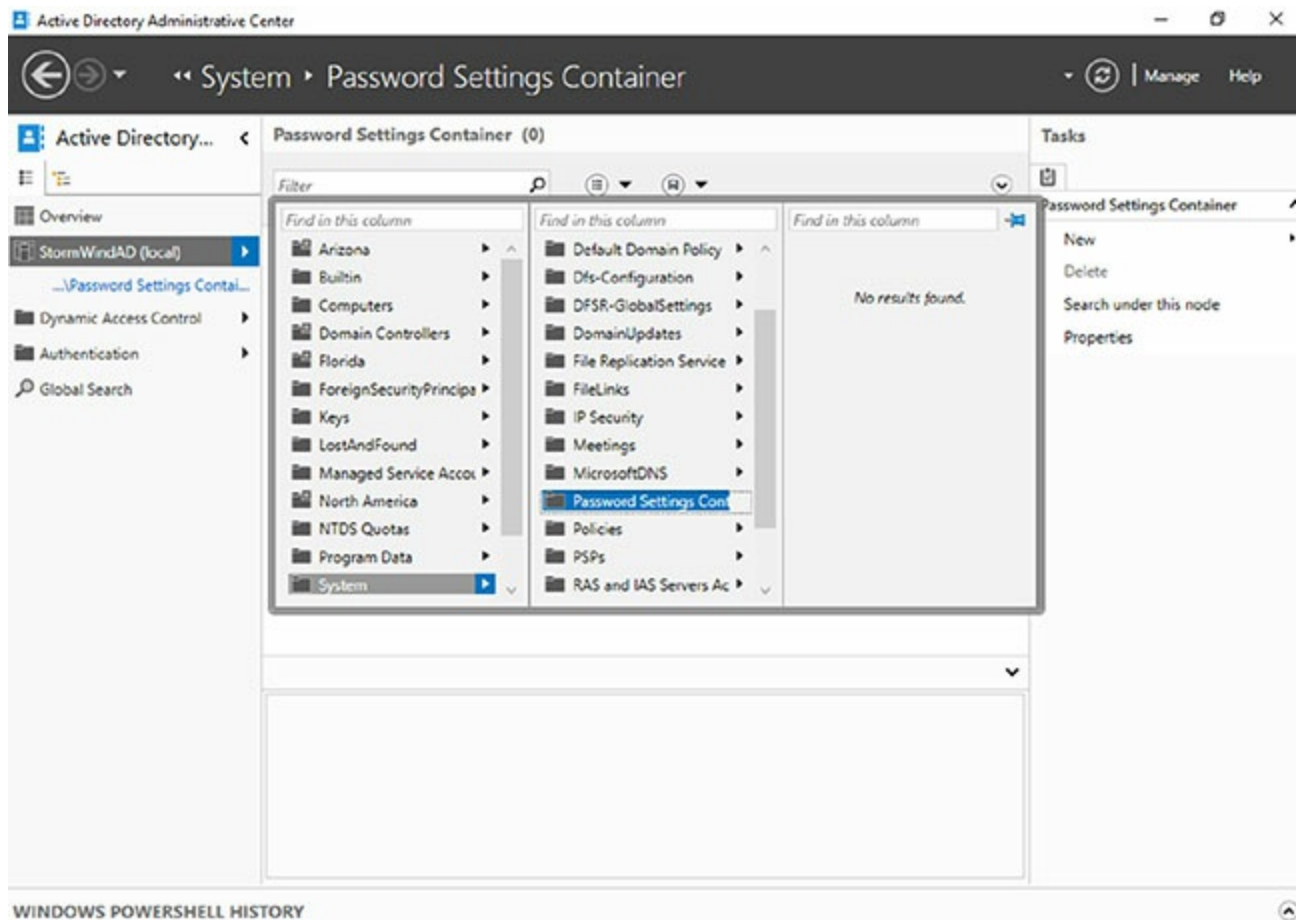 Active Directory Administrative Center
System Password Settings Container
Manage Help
Active Directory...
Overview
StormWindAD (local)
...\Password Settings Contai...
Dynamic Access Control
Authentication
Global Search
Password Settings Container (0)
Filter
Find in this column
Arizona
Builtin
Computers
Domain Controllers
Florida
ForeignSecurityPrincipa
Keys
LostAndFound
Managed Service Accou
North America
NTDS Quotas
Program Data
System
Find in this column
Default Domain Policy
Dfs-Configuration
DFSR-GlobalSettings
DomainUpdates
File Replication Service
FileLinks
IP Security
Meetings
MicrosoftDNS
Password Settings Cont
Policies
PSPs
RAS and IAS Servers Ac
Find in this column
No results found.
Tasks
Password Settings Container
New
Delete
Search under this node
Properties
WINDOWS POWERSHELL HISTORY